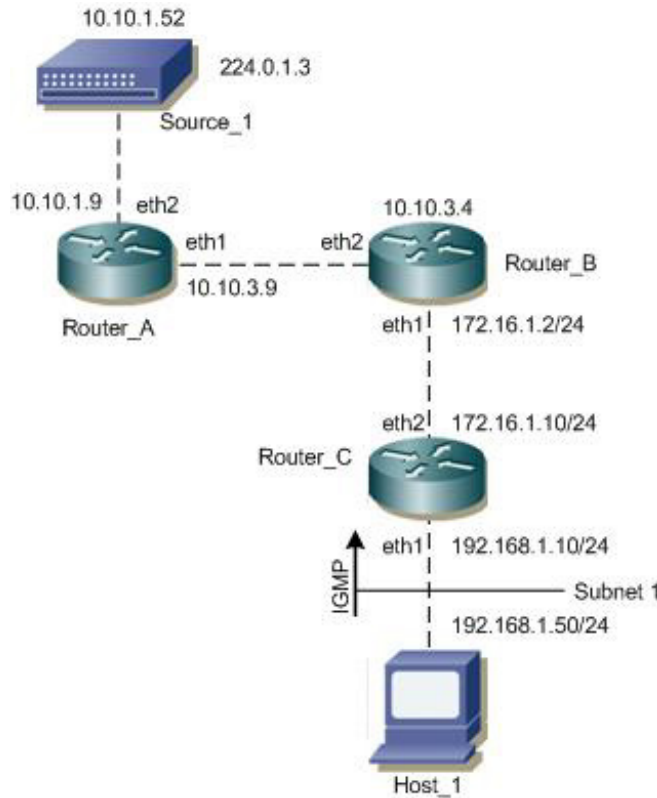 10.10.1.52
224.0.1.3
Source_1
10.10.1.9
eth2
eth1
eth2
10.10.3.4
10.10.3.9
Router_A
Router_B
eth1
172.16.1.2/24
eth2
172.16.1.10/24
Router_C
eth1
192.168.1.10/24
IGMP
Subnet 1
192.168.1.50/24
Host_1